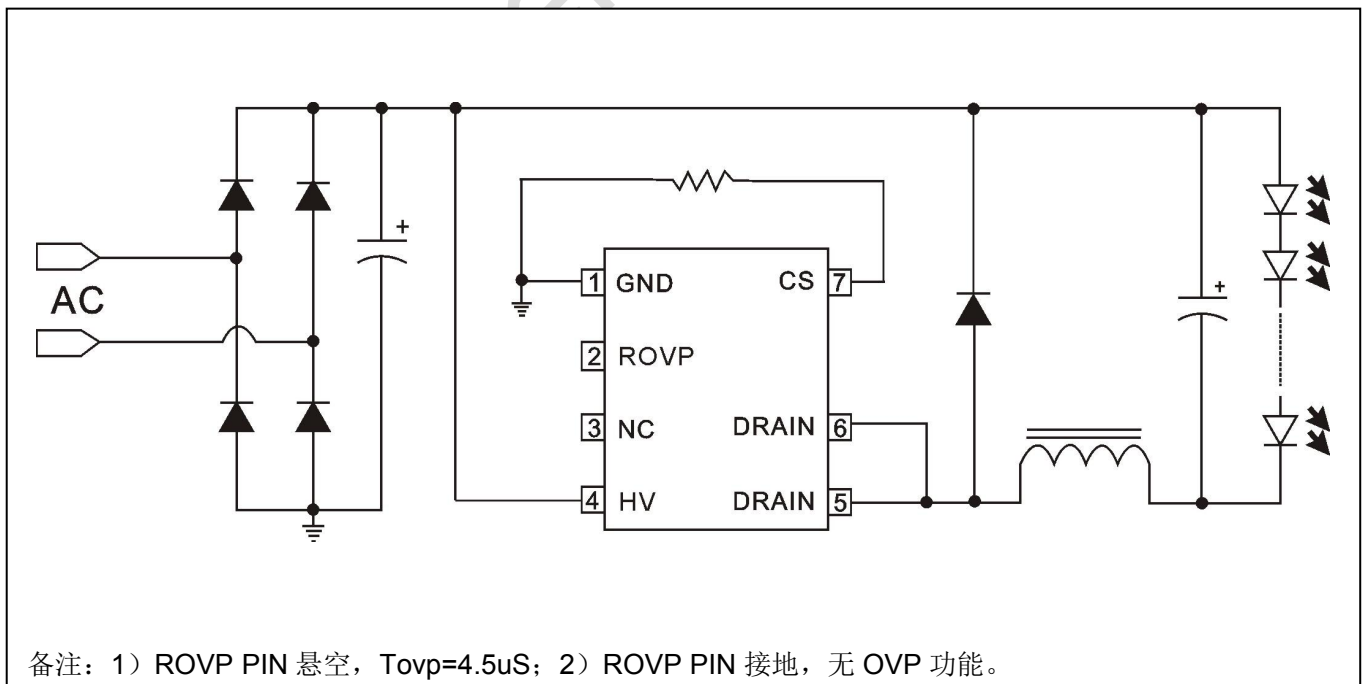 +
AC
1 GND
CS 7
2 ROVP
3 NC
DRAIN 6
4 HV
DRAIN 5
+
备注：1）ROVP PIN 悬空，Tovp=4.5uS；2）ROVP PIN 接地，无 OVP 功能。